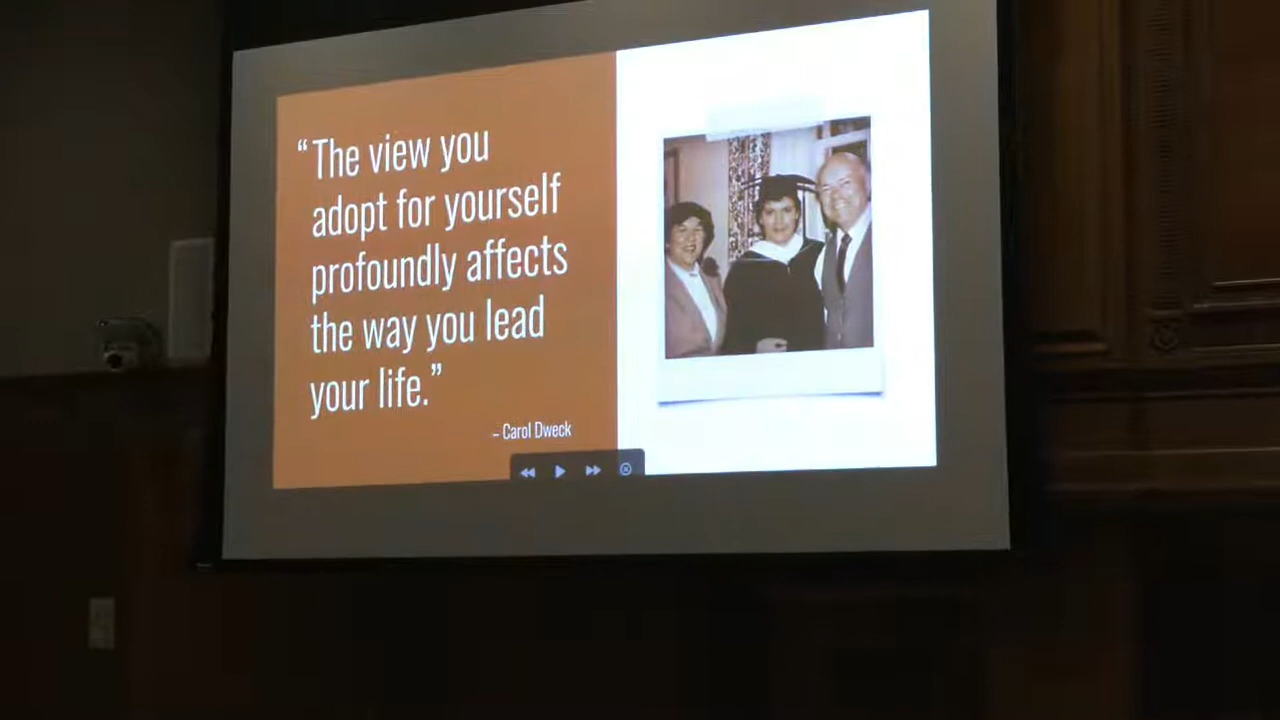 “The view you
adopt for yourself
profoundly affects
the way you lead
your life.”
– Carol Dweck